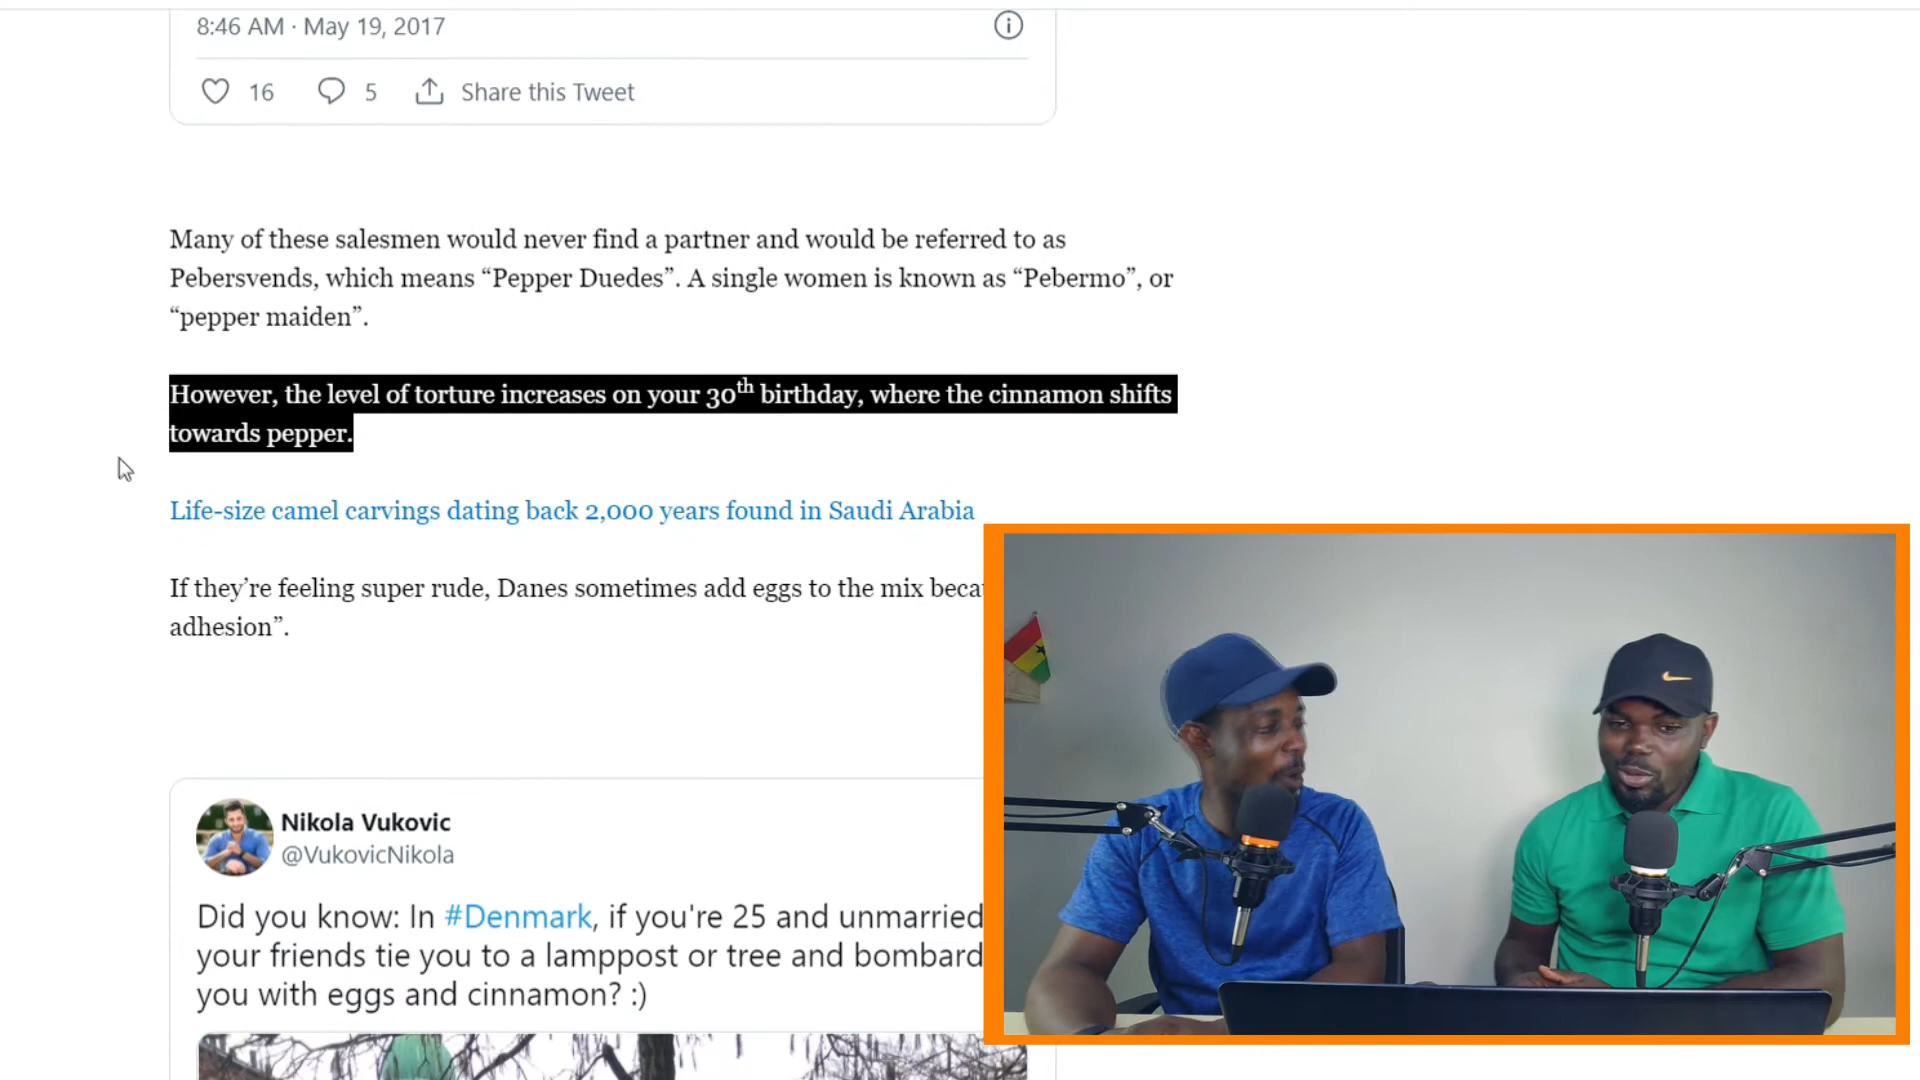 8:46 AM · May 19, 2017
16
5
Share this Tweet
Many of these salesmen would never find a partner and would be referred to as
Pebersvends, which means “Pepper Duedes”. A single women is known as “Pebermo”, or
“pepper maiden”.
However, the level of torture increases on your 30th birthday, where the cinnamon shifts
towards pepper.
Life-size camel carvings dating back 2,000 years found in Saudi Arabia
If they’re feeling super rude, Danes sometimes add eggs to the mix
adhesion”.
Nikola Vukovic
@VukovicNikola
Did you know: In #Denmark, if you're 25 and unmarried
your friends tie you to a lamppost or tree and bombard
you with eggs and cinnamon? :)